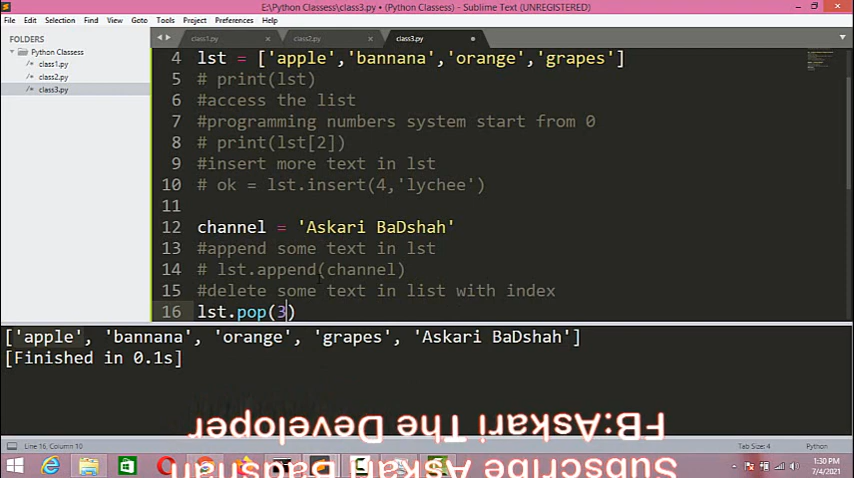 E:\Python Classess\class3.py • (Python Classess) - Sublime Text (UNREGISTERED)
File Edit Selection Find View Goto Tools Project Preferences Help
FOLDERS
Python Classess
class1.py
class2.py
class3.py
class1.py
class2.py
class3.py
4 lst = ['apple','bannana','orange','grapes']
5 # print(lst)
6 #access the list
7 #programming numbers system start from 0
8 # print(lst[2])
9 #insert more text in lst
10 # ok = lst.insert(4,'lychee')
11
12 channel = 'Askari BaDshah'
13 #append some text in lst
14 # lst.append(channel)
15 #delete some text in list with index
16 lst.pop(3)
['apple', 'bannana', 'orange', 'grapes', 'Askari BaDshah']
[Finished in 0.1s]
FB:Askari The Developer
Subscribe Askari Badshah
Line 16, Column 10
Tab Size: 4
Python
1:30 PM
7/4/2021